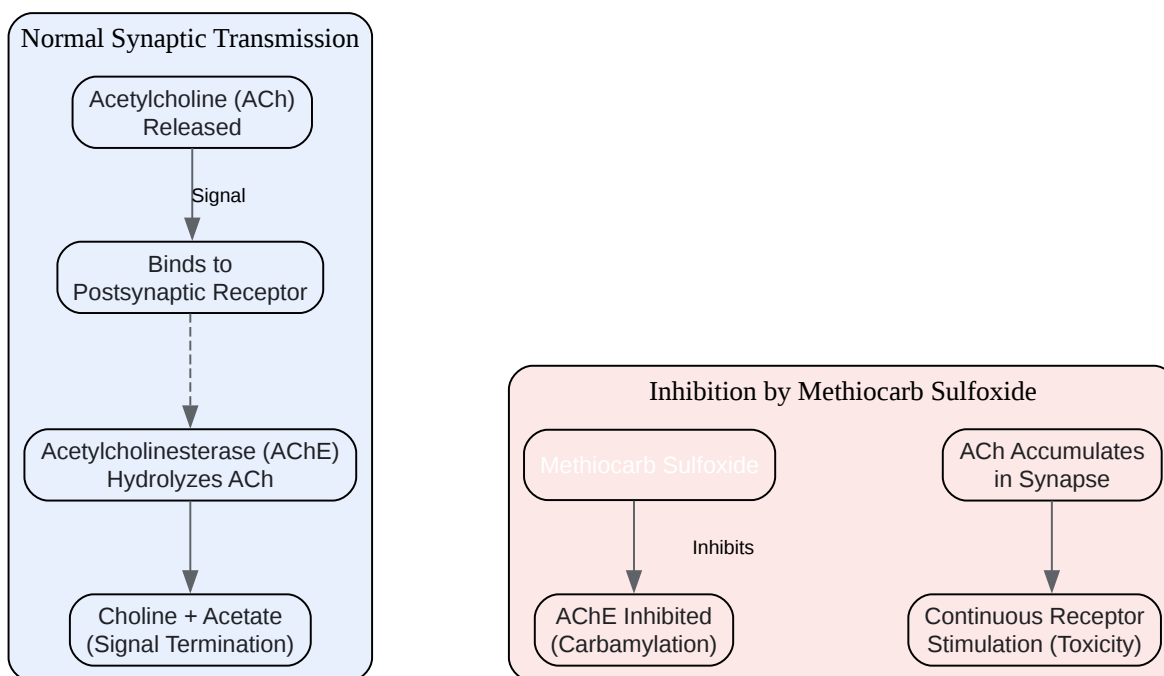 Normal Synaptic Transmission
Acetylcholine (ACh)
Released
Signal
Binds to
Postsynaptic Receptor
Acetylcholinesterase (AChE)
Hydrolyzes ACh
Choline + Acetate
(Signal Termination)
Inhibition by Methiocarb Sulfoxide
Methiocarb Sulfoxide
Inhibits
AChE Inhibited
(Carbamylation)
ACh Accumulates
in Synapse
Continuous Receptor
Stimulation (Toxicity)